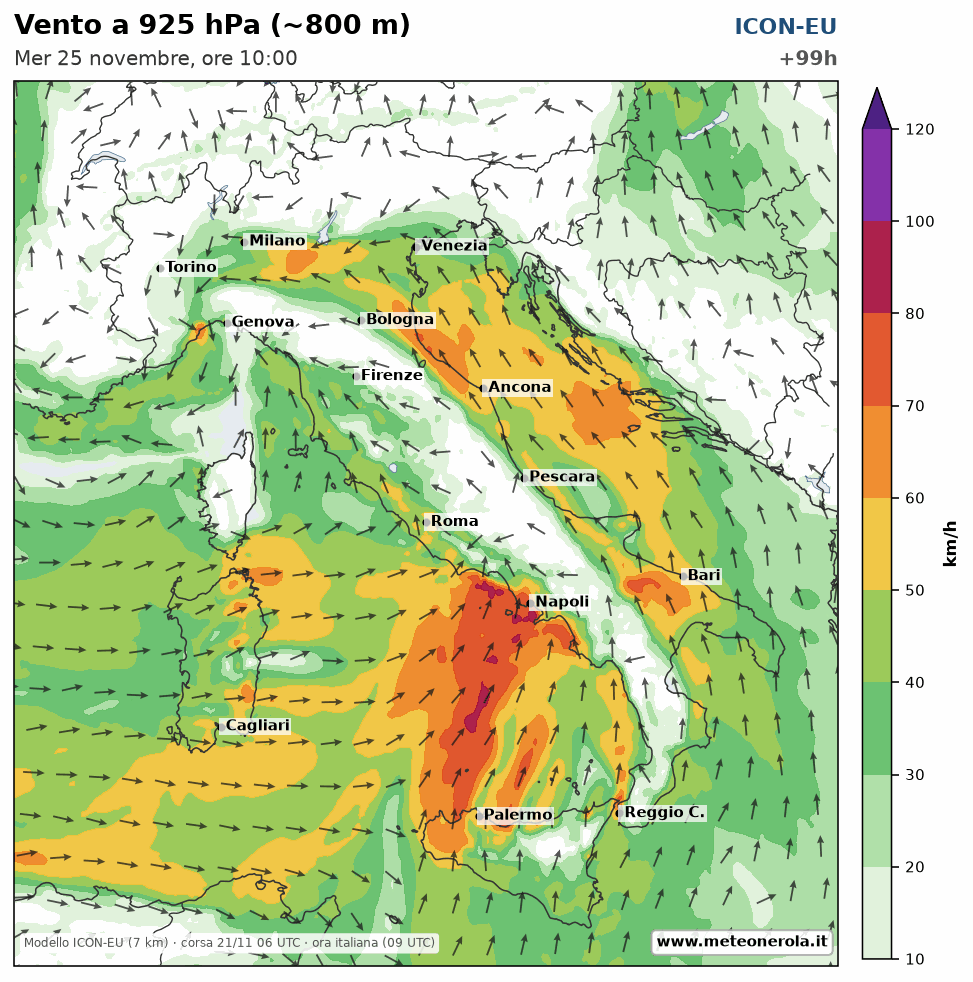 Vento a 925 hPa (~800 m)
ICON-EU
Mer 25 novembre, ore 10:00
+99h
Milano
Venezia
Torino
Bologna
Genova
Firenze
Ancona
Pescara
Roma
Bari
Napoli
Cagliari
Palermo
Reggio C.
120
100
80
70
60
50
40
30
20
10
km/h
Modello ICON-EU (7 km) · corsa 21/11 06 UTC · ora italiana (09 UTC)
www.meteonerola.it